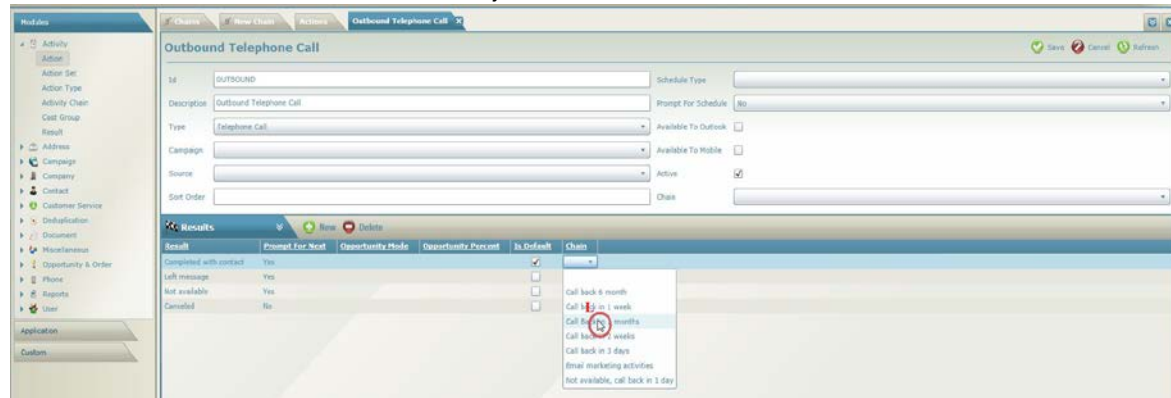 Modules
Chains
New Chain
Actions
Outbound Telephone Call
Activity
Action
Action Set
Action Type
Activity Chain
Cost Group
Result
Address
Campaign
Company
Contact
Customer Service
Deduplication
Document
Miscellaneous
Opportunity & Order
Phone
Reports
User
Application
Custom
Outbound Telephone Call
Save Cancel Refresh
Id OUTBOUND Schedule Type
Description Outbound Telephone Call Prompt For Schedule No
Type Telephone Call Available To Outlook
Campaign Available To Mobile
Source Active
Sort Order Chain
Results New Delete
Result Prompt For Next Opportunity Mode Opportunity Percent Is Default Chain
Completed with contact Yes
Left message Yes
Not available Yes
Canceled No
Call back 6 month
Call back in 1 week
Call Back months
Call back 2 weeks
Call back in 3 days
Email marketing activities
Not available, call back in 1 day